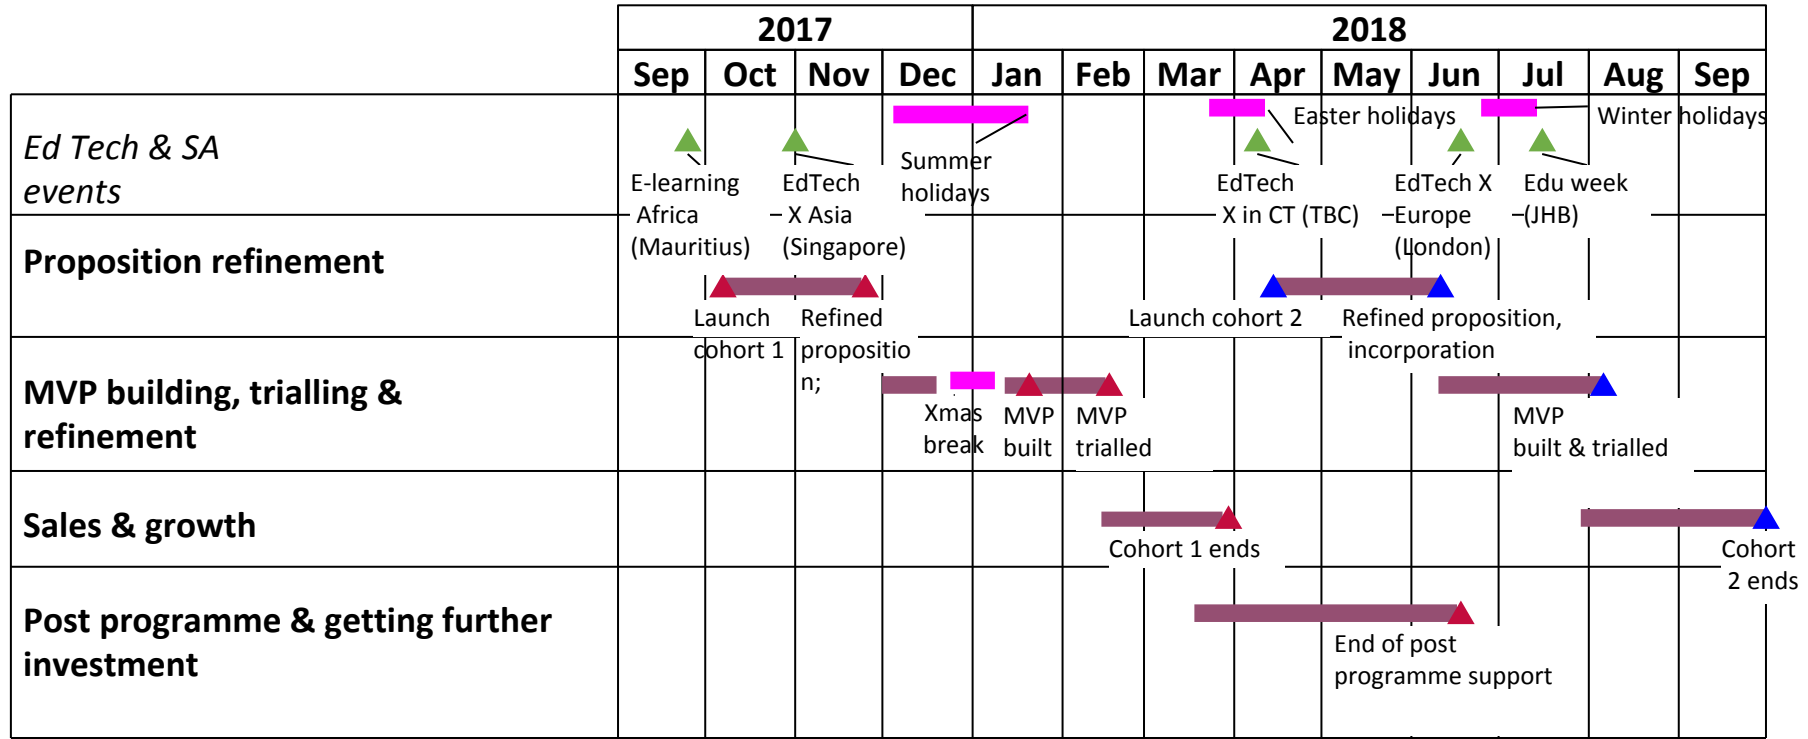 2017
2018
Sep Oct Nov Dec Jan Feb Mar Apr May Jun Jul Aug Sep
Ed Tech & SA
events
Summer
holidays
Easter holidays
Winter holidays
E-learning
Africa
(Mauritius)
EdTech
X Asia
(Singapore)
EdTech
X in CT (TBC)
EdTech X
Europe
(London)
Edu week
(JHB)
Proposition refinement
Launch
cohort 1
Refined
propositio
n;
Launch cohort 2
Refined proposition,
incorporation
MVP building, trialling &
refinement
Xmas
break
MVP
built
MVP
trialled
MVP
built & trialled
Sales & growth
Cohort 1 ends
Cohort
2 ends
Post programme & getting further
investment
End of post
programme support